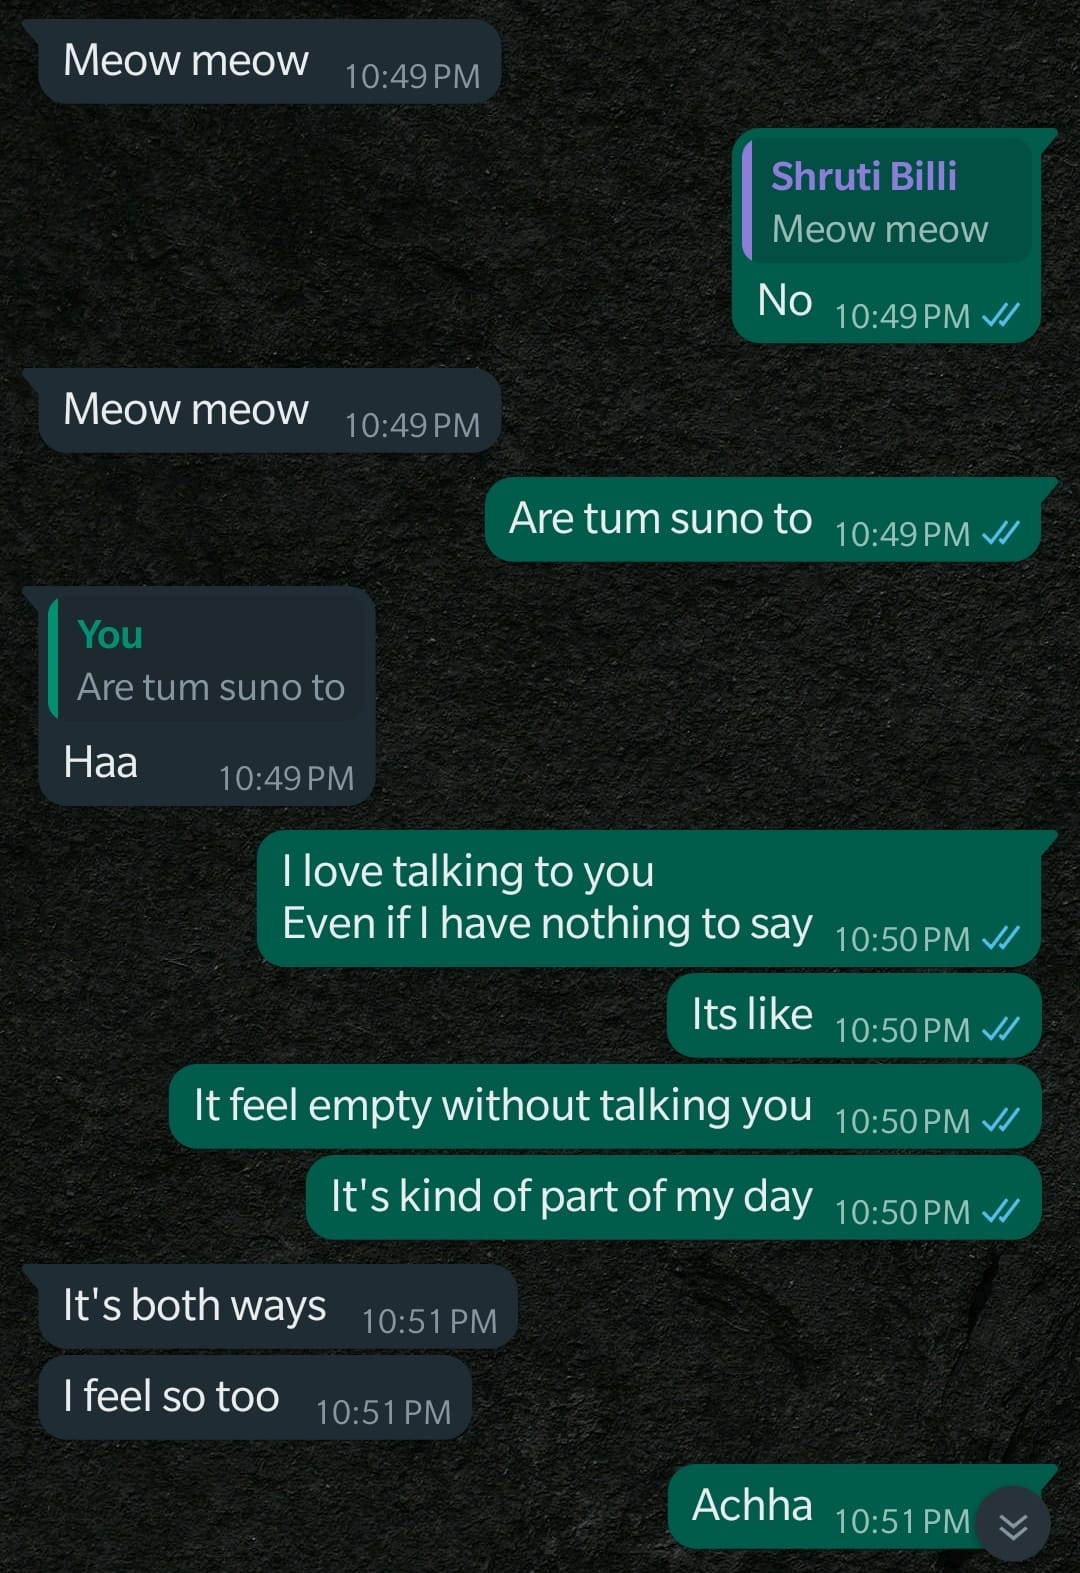 Meow meow 10:49 PM
Shruti Billi
Meow meow
No 10:49 PM
Meow meow 10:49 PM
Are tum suno to 10:49 PM
You
Are tum suno to
Haa 10:49 PM
I love talking to you
Even if I have nothing to say 10:50 PM
Its like 10:50 PM
It feel empty without talking you 10:50 PM
It's kind of part of my day 10:50 PM
It's both ways 10:51 PM
I feel so too 10:51 PM
Achha 10:51 PM